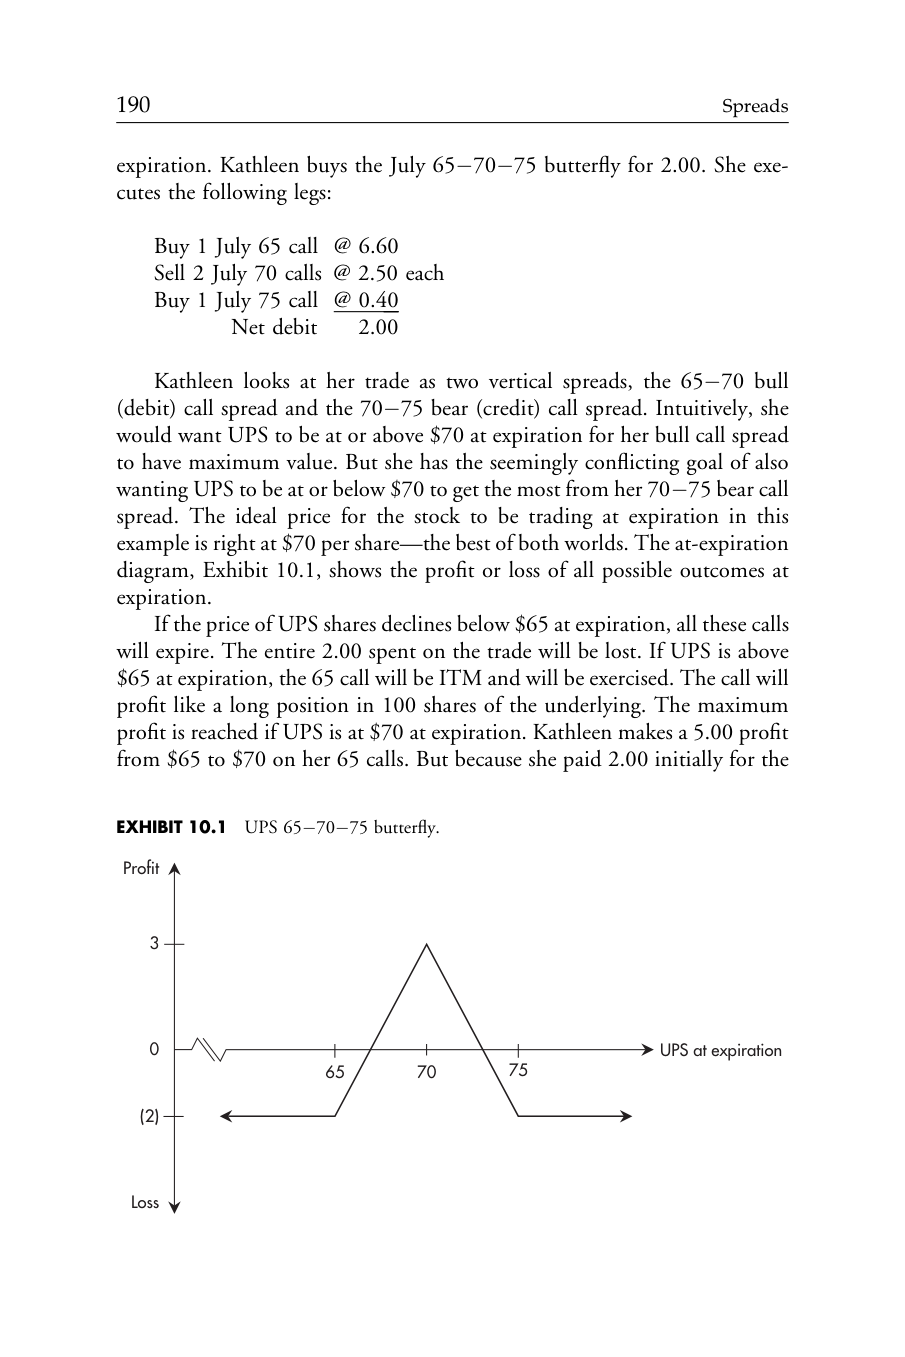 190 Spreads
expiration. Kathleen buys the July 65−70−75 butterfly for 2.00. She exe-
cutes the following legs:
Buy 1 July 65 call @ 6.60
Sell 2 July 70 calls @ 2.50 each
Buy 1 July 75 call @ 0.40
Net debit 2.00
Kathleen looks at her trade as two vertical spreads, the 65−70 bull
(debit) call spread and the 70−75 bear (credit) call spread. Intuitively, she
would want UPS to be at or above $70 at expiration for her bull call spread
to have maximum value. But she has the seemingly conflicting goal of also
wanting UPS to be at or below $70 to get the most from her 70−75 bear call
spread. The ideal price for the stock to be trading at expiration in this
example is right at $70 per share—the best of both worlds. The at-expiration
diagram, Exhibit 10.1, shows the profit or loss of all possible outcomes at
expiration.
If the price of UPS shares declines below $65 at expiration, all these calls
will expire. The entire 2.00 spent on the trade will be lost. If UPS is above
$65 at expiration, the 65 call will be ITM and will be exercised. The call will
profit like a long position in 100 shares of the underlying. The maximum
profit is reached if UPS is at $70 at expiration. Kathleen makes a 5.00 profit
from $65 to $70 on her 65 calls. But because she paid 2.00 initially for the
EXHIBIT 10.1 UPS 65−70−75 butterfly.
Profit
3
0
UPS at expiration
65 70 75
(2)
Loss